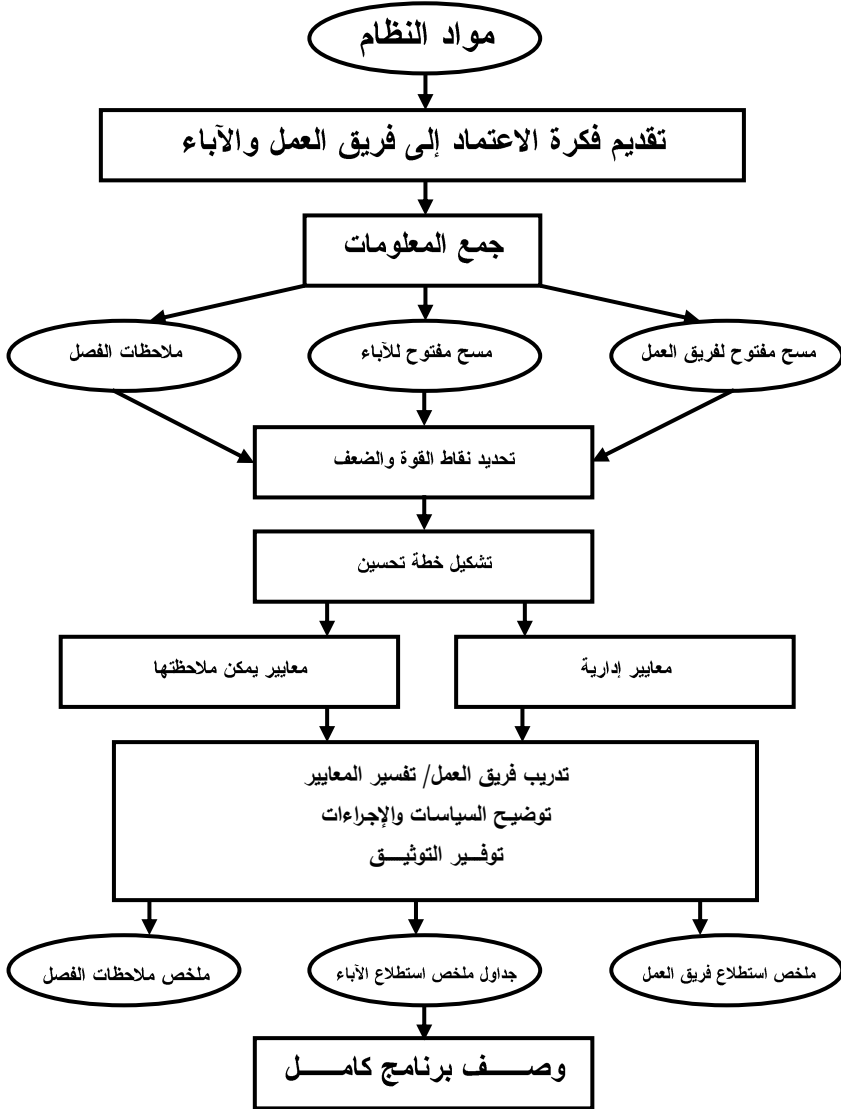 مواد النظام
تقديم فكرة الاعتماد إلى فريق العمل والآباء
جمع المعلومات
مسح مفتوح لفريق العمل
مسح مفتوح للآباء
ملاحظات الفصل
تحديد نقاط القوة والضعف
تشكيل خطة تحسين
معايير إدارية
معايير يمكن ملاحظتها
تدريب فريق العمل/ تفسير المعايير
توضيح السياسات والإجراءات
توفــير التوثيـــق
ملخص استطلاع فريق العمل
جداول ملخص استطلاع الآباء
ملخص ملاحظات الفصل
وصـــــف برنامج كامـــــل